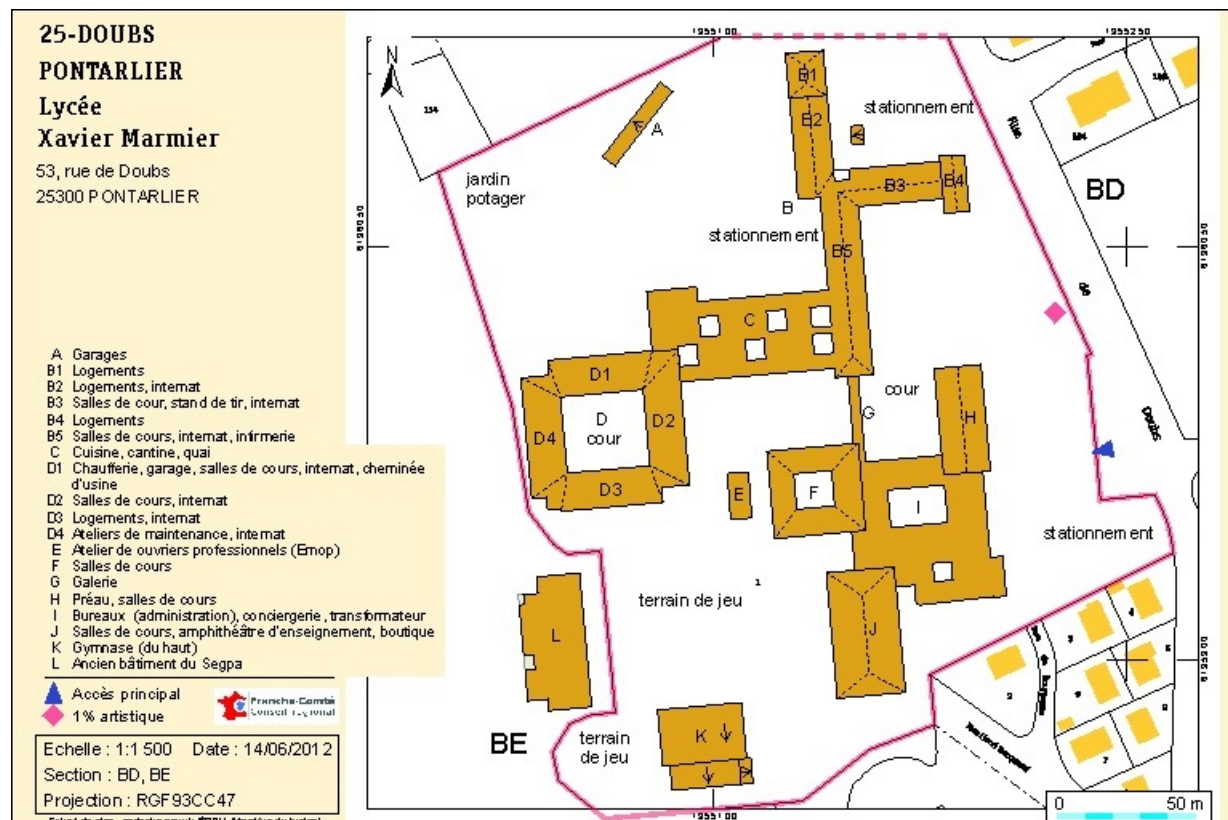 25-DOUBS
PONTARLIER
Lycée
Xavier Marmier
53, rue de Doubs
25300 PONTARLIER
A Garages
B1 Logements
B2 Logements, internat
B3 Salles de cour, stand de tir, internat
B4 Logements
B5 Salles de cours, internat, infirmerie
C Cuisine, cantine, quai
D1 Chaufferie, garage, salles de cours, internat, cheminée
d'usine
D2 Salles de cours, internat
D3 Logements, internat
D4 Ateliers de maintenance, internat
E Atelier de ouvriers professionnels (Emop)
F Salles de cours
G Galerie
H Préau, salles de cours
I Bureaux (administration), conciergerie, transformateur
J Salles de cours, amphithéâtre d'enseignement, boutique
K Gymnase (du haut)
L Ancien bâtiment du Segpa
Accès principal
1% artistique
Franche-Comté
Conseil régional
Echelle : 1:1 500 Date : 14/06/2012
Section : BD, BE
Projection : RGF93CC47
N
1955100
1955250
A
B1
B2
stationnement
jardin
potager
B3
B4
B
BD
stationnement
B5
Rue
de
Doubs
C
D1
D
cour
D2
D4
D3
G
cour
H
E
F
I
stationnement
1
terrain de jeu
J
L
BE
terrain
de jeu
K
1955100
0 50 m